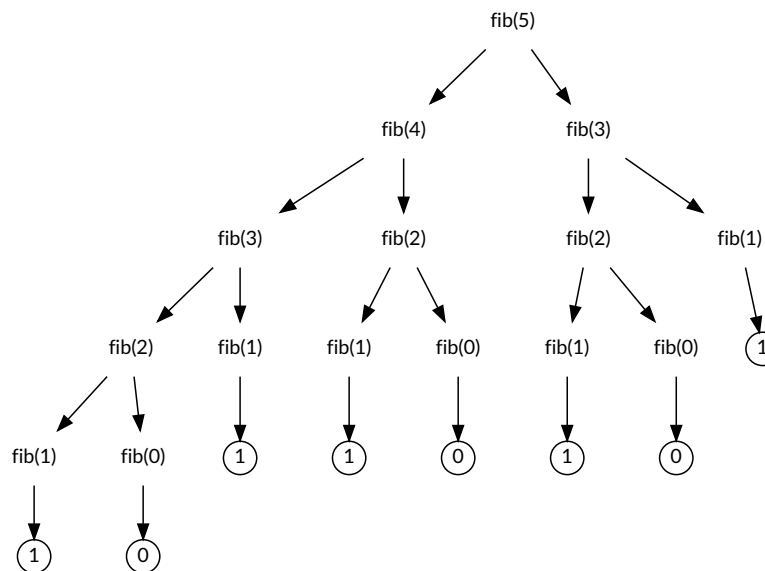 fib(5)
fib(4) fib(3)
fib(3) fib(2) fib(2) fib(1)
fib(2) fib(1) fib(1) fib(0) fib(1) fib(0) 1
fib(1) fib(0) 1 1 0 1 0
1 0